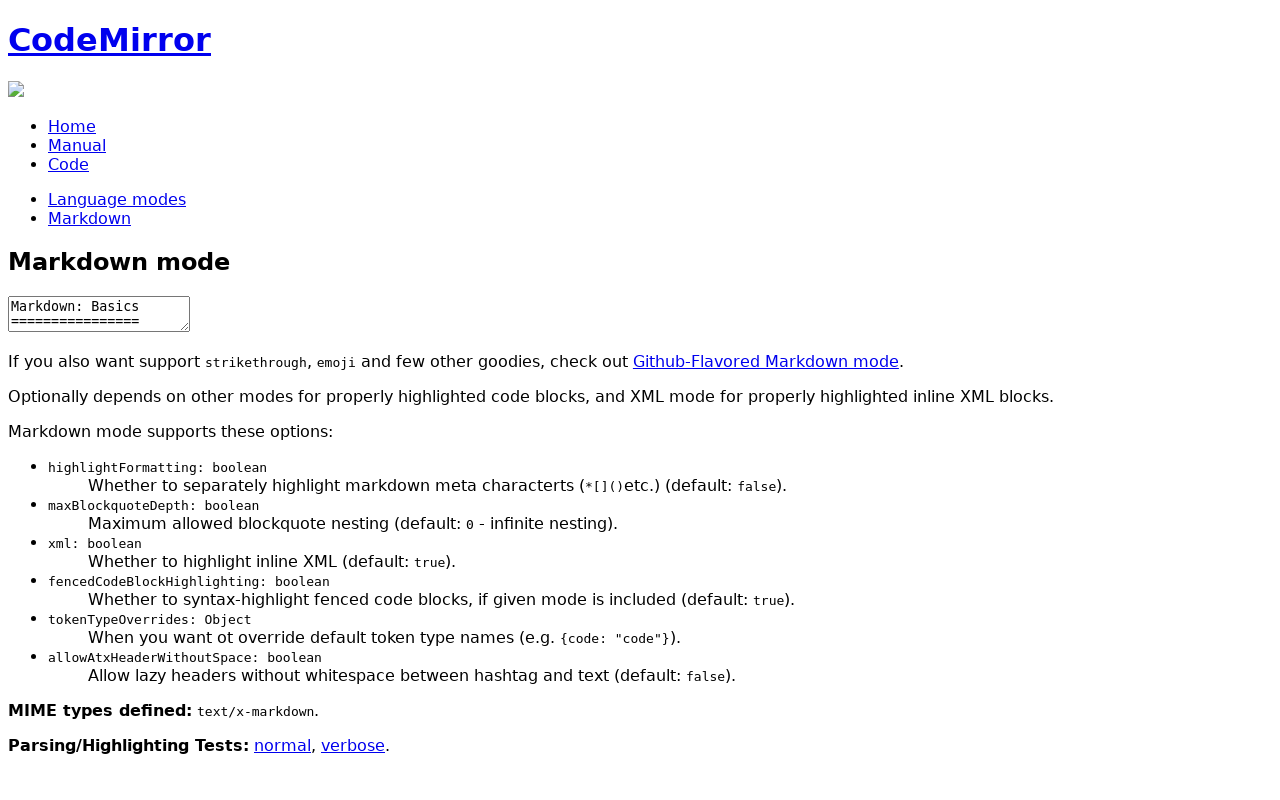 CodeMirror
Home
Manual
Code
Language modes
Markdown
Markdown mode
Markdown: Basics
================
If you also want support strikethrough, emoji and few other goodies, check out Github-Flavored Markdown mode.
Optionally depends on other modes for properly highlighted code blocks, and XML mode for properly highlighted inline XML blocks.
Markdown mode supports these options:
highlightFormatting: boolean
Whether to separately highlight markdown meta characterts (*[]()etc.) (default: false).
maxBlockquoteDepth: boolean
Maximum allowed blockquote nesting (default: 0 - infinite nesting).
xml: boolean
Whether to highlight inline XML (default: true).
fencedCodeBlockHighlighting: boolean
Whether to syntax-highlight fenced code blocks, if given mode is included (default: true).
tokenTypeOverrides: Object
When you want ot override default token type names (e.g. {code: "code"}).
allowAtxHeaderWithoutSpace: boolean
Allow lazy headers without whitespace between hashtag and text (default: false).
MIME types defined: text/x-markdown.
Parsing/Highlighting Tests: normal, verbose.